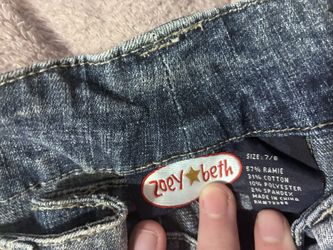 zoey beth
SIZE: 7/8
57% RAMIE
31% COTTON
10% POLYESTER
2% SPANDEX
MADE IN CHINA